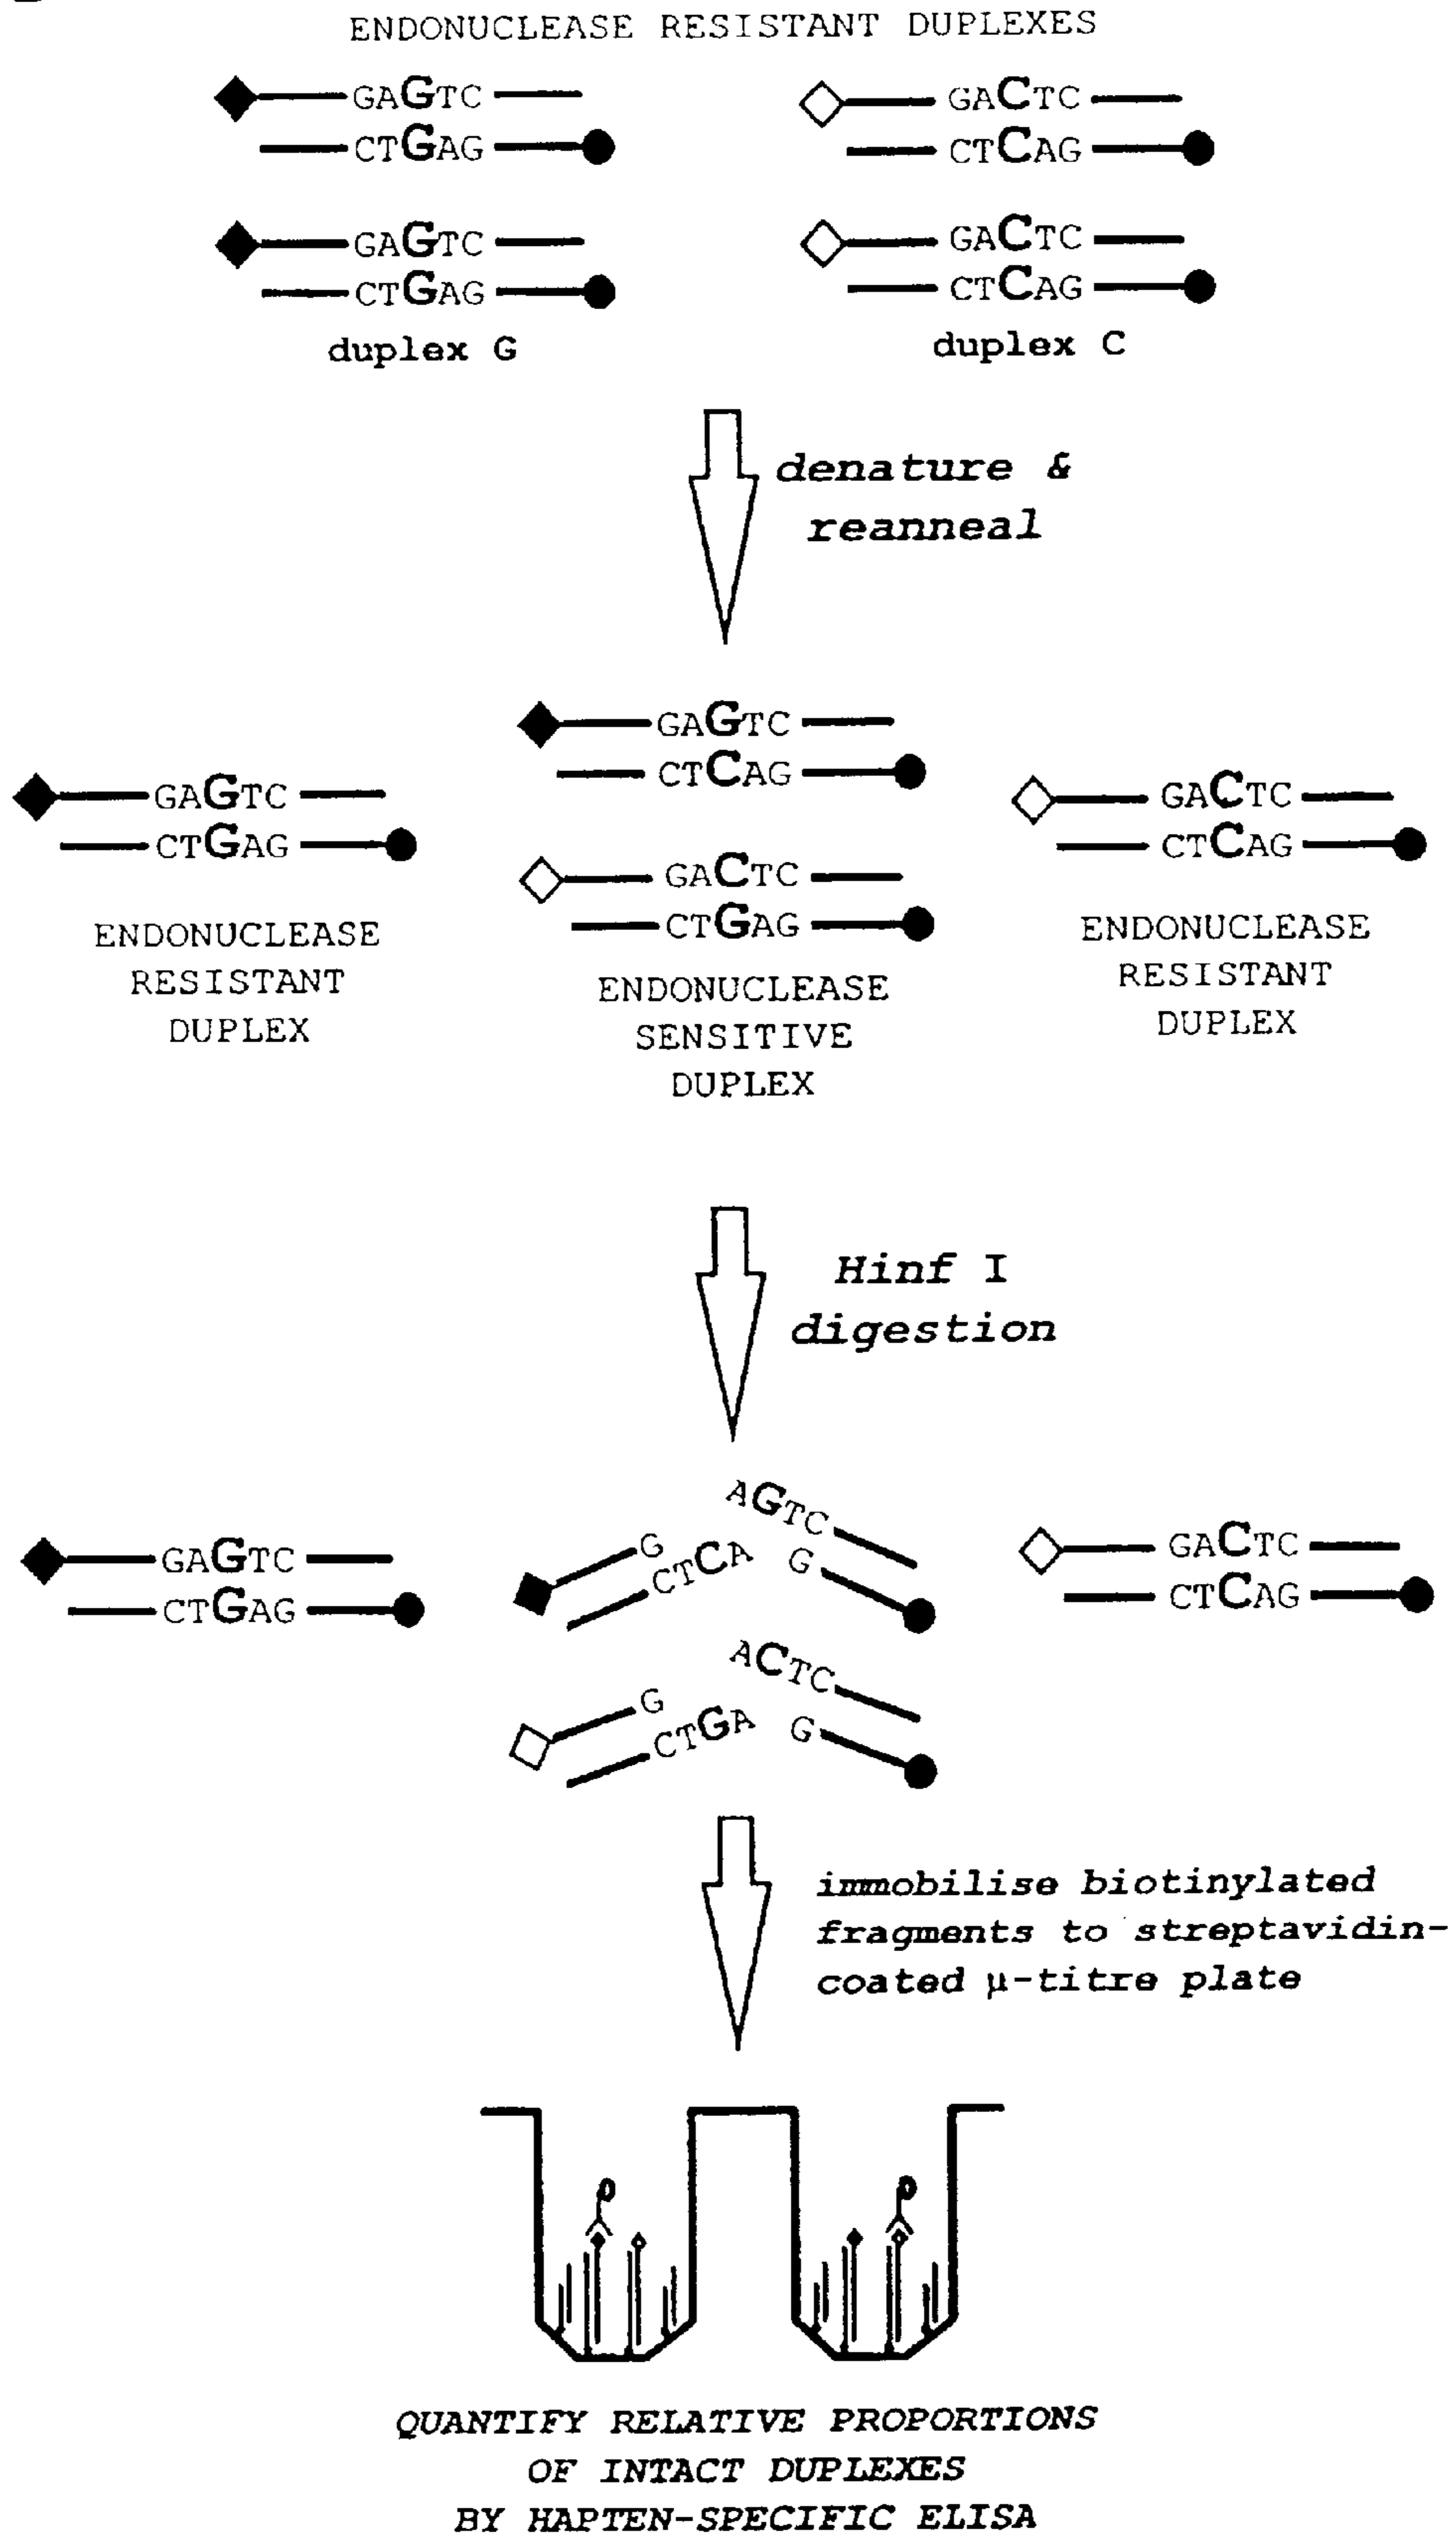 ENDONUCLEASE RESISTANT DUPLEXES
GAGTC
CTGAG
GACTC
CTCAG
GAGTC
CTGAG
duplex G
GACTC
CTCAG
duplex C
denature &
reanneal
GAGTC
CTGAG
ENDONUCLEASE
RESISTANT
DUPLEX
GAGTC
CTCAG
GACTC
CTGAG
ENDONUCLEASE
SENSITIVE
DUPLEX
GACTC
CTCAG
ENDONUCLEASE
RESISTANT
DUPLEX
Hinf I
digestion
GAGTC
CTGAG
G
CTCA
AGTC
G
G
CTGA
ACTC
G
GACTC
CTCAG
immobilise biotinylated
fragments to streptavidin-
coated µ-titre plate
QUANTIFY RELATIVE PROPORTIONS
OF INTACT DUPLEXES
BY HAPTEN-SPECIFIC ELISA